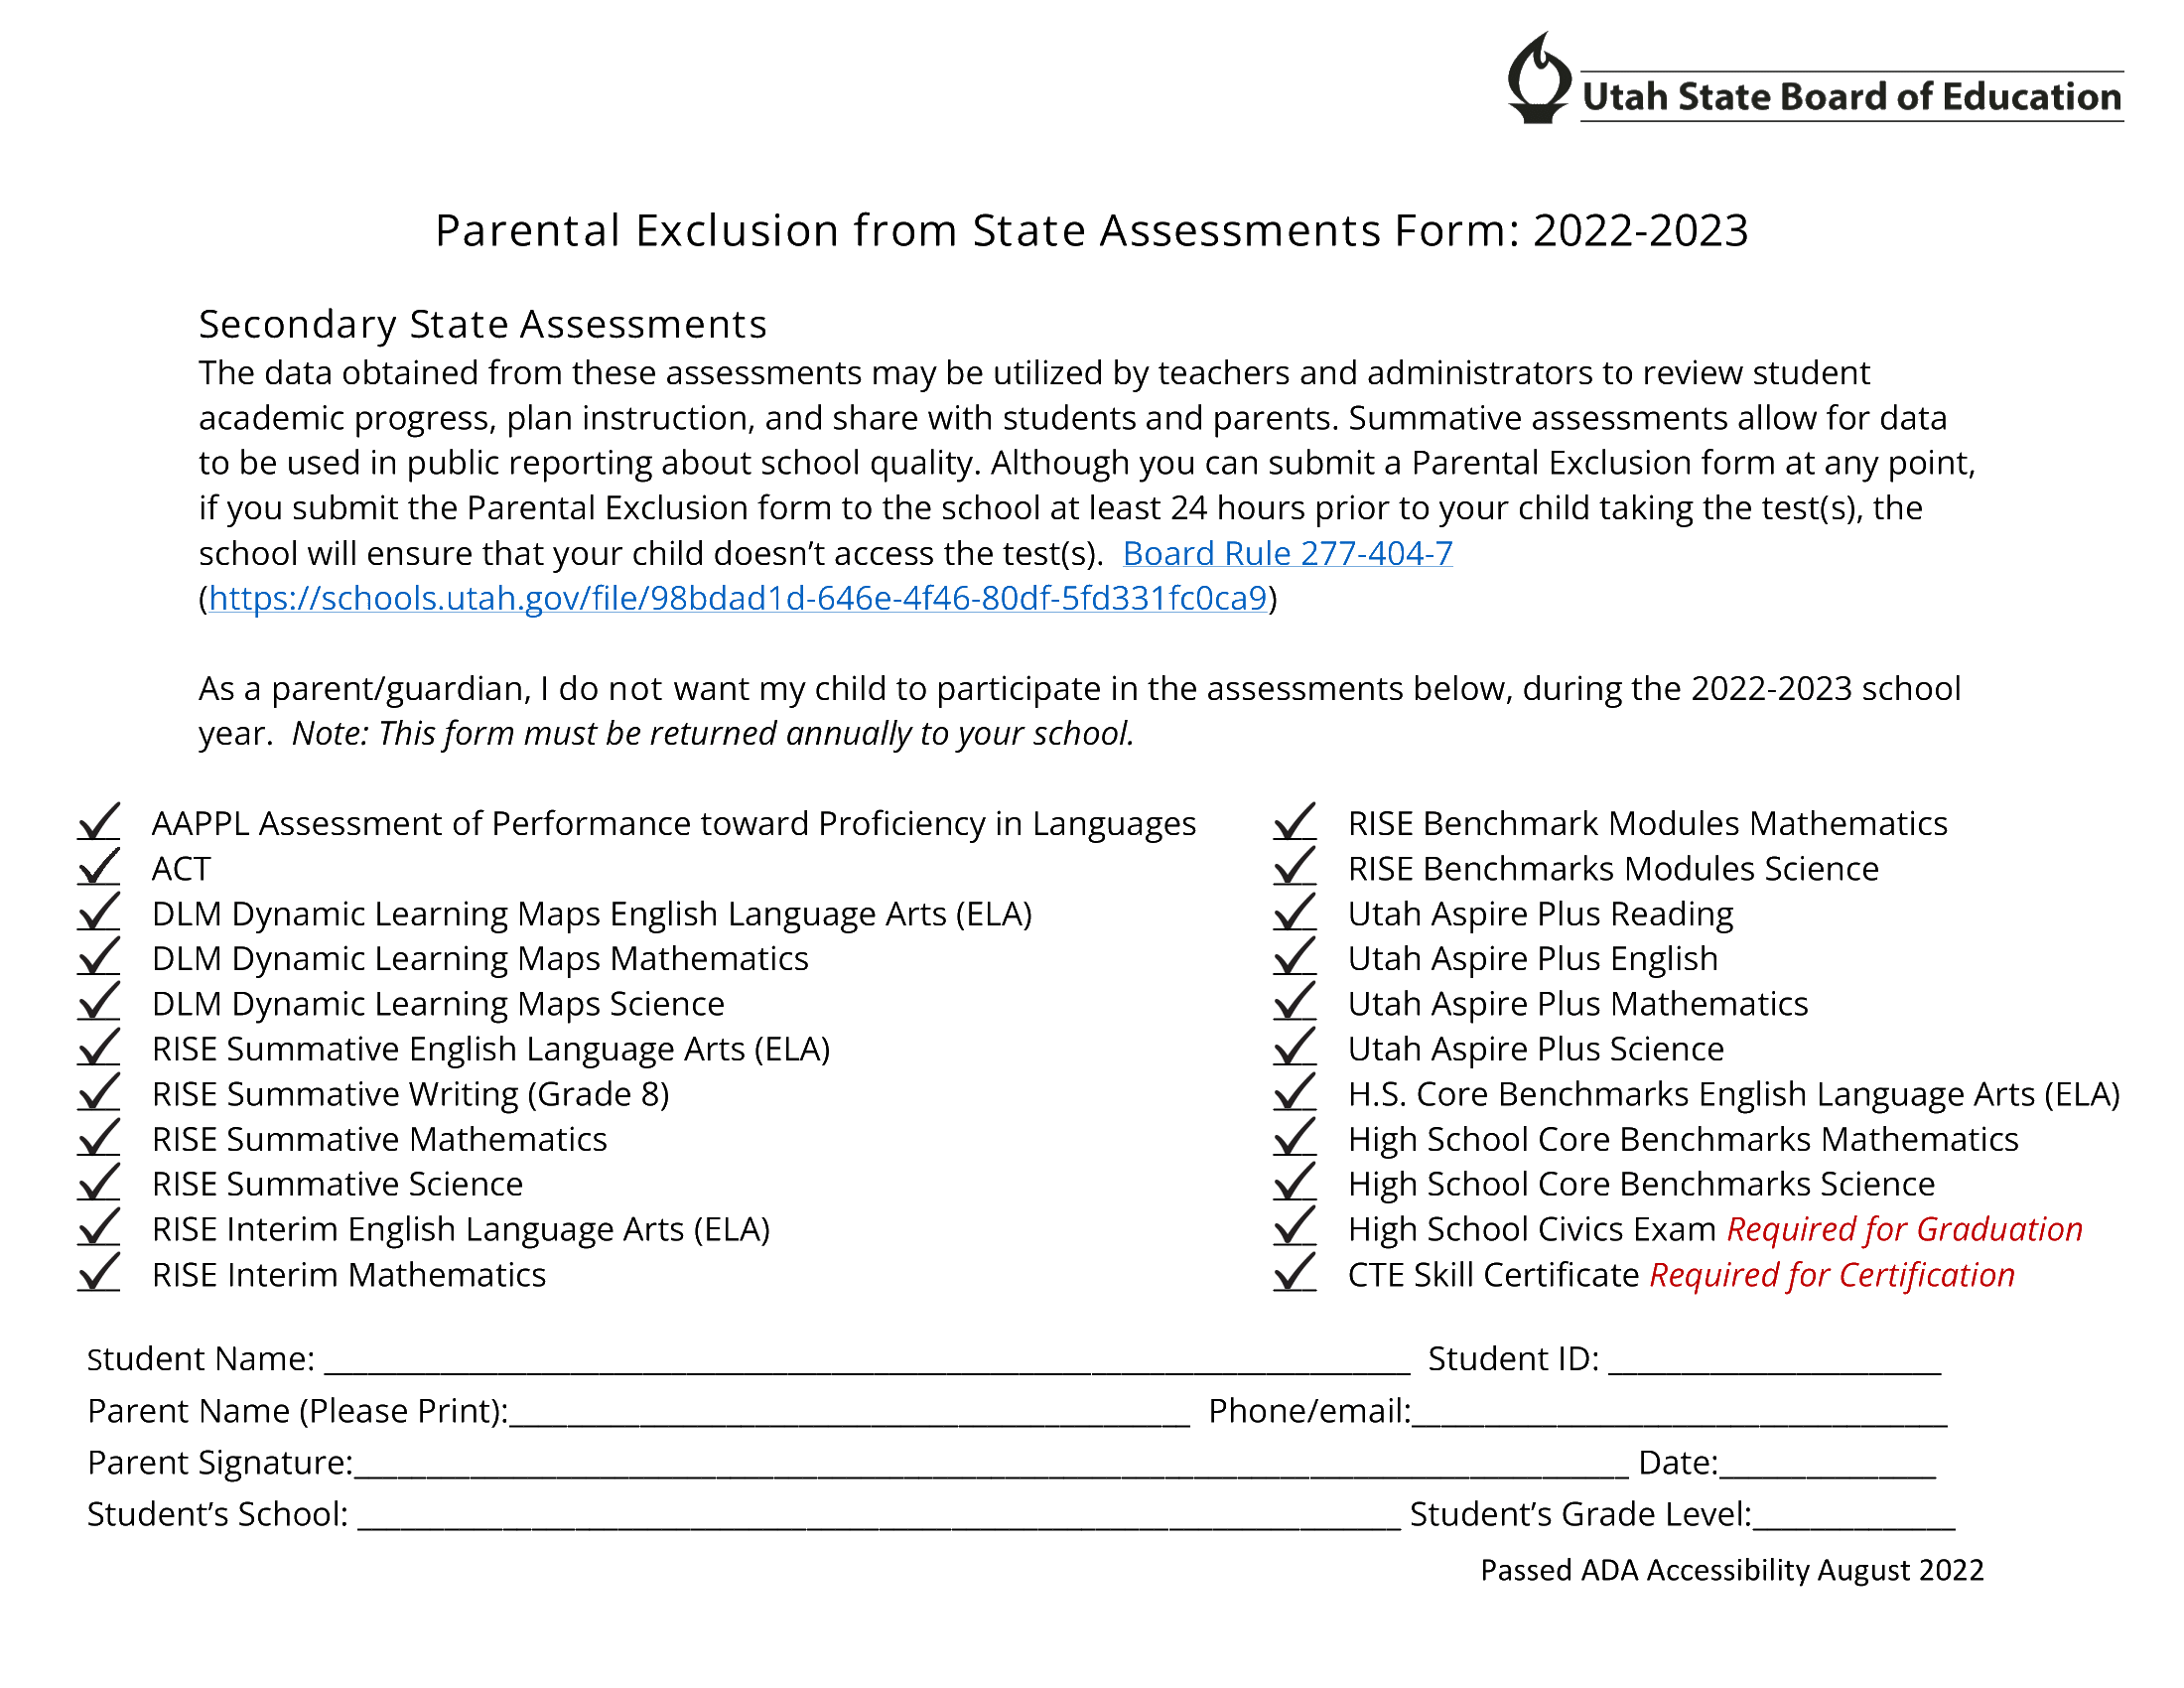 Utah State Board of Education
Parental Exclusion from State Assessments Form: 2022-2023
Secondary State Assessments
The data obtained from these assessments may be utilized by teachers and administrators to review student
academic progress, plan instruction, and share with students and parents. Summative assessments allow for data
to be used in public reporting about school quality. Although you can submit a Parental Exclusion form at any point,
if you submit the Parental Exclusion form to the school at least 24 hours prior to your child taking the test(s), the
school will ensure that your child doesn’t access the test(s). Board Rule 277-404-7
(https://schools.utah.gov/file/98bdad1d-646e-4f46-80df-5fd331fc0ca9)
As a parent/guardian, I do not want my child to participate in the assessments below, during the 2022-2023 school
year. Note: This form must be returned annually to your school.
✓ AAPPL Assessment of Performance toward Proficiency in Languages
✓ ACT
✓ DLM Dynamic Learning Maps English Language Arts (ELA)
✓ DLM Dynamic Learning Maps Mathematics
✓ DLM Dynamic Learning Maps Science
✓ RISE Summative English Language Arts (ELA)
✓ RISE Summative Writing (Grade 8)
✓ RISE Summative Mathematics
✓ RISE Summative Science
✓ RISE Interim English Language Arts (ELA)
✓ RISE Interim Mathematics
✓ RISE Benchmark Modules Mathematics
✓ RISE Benchmarks Modules Science
✓ Utah Aspire Plus Reading
✓ Utah Aspire Plus English
✓ Utah Aspire Plus Mathematics
✓ Utah Aspire Plus Science
✓ H.S. Core Benchmarks English Language Arts (ELA)
✓ High School Core Benchmarks Mathematics
✓ High School Core Benchmarks Science
✓ High School Civics Exam Required for Graduation
✓ CTE Skill Certificate Required for Certification
Student Name: ____ Student ID: ____
Parent Name (Please Print):____ Phone/email:____
Parent Signature:____ Date:____
Student’s School: ____ Student’s Grade Level:____
Passed ADA Accessibility August 2022